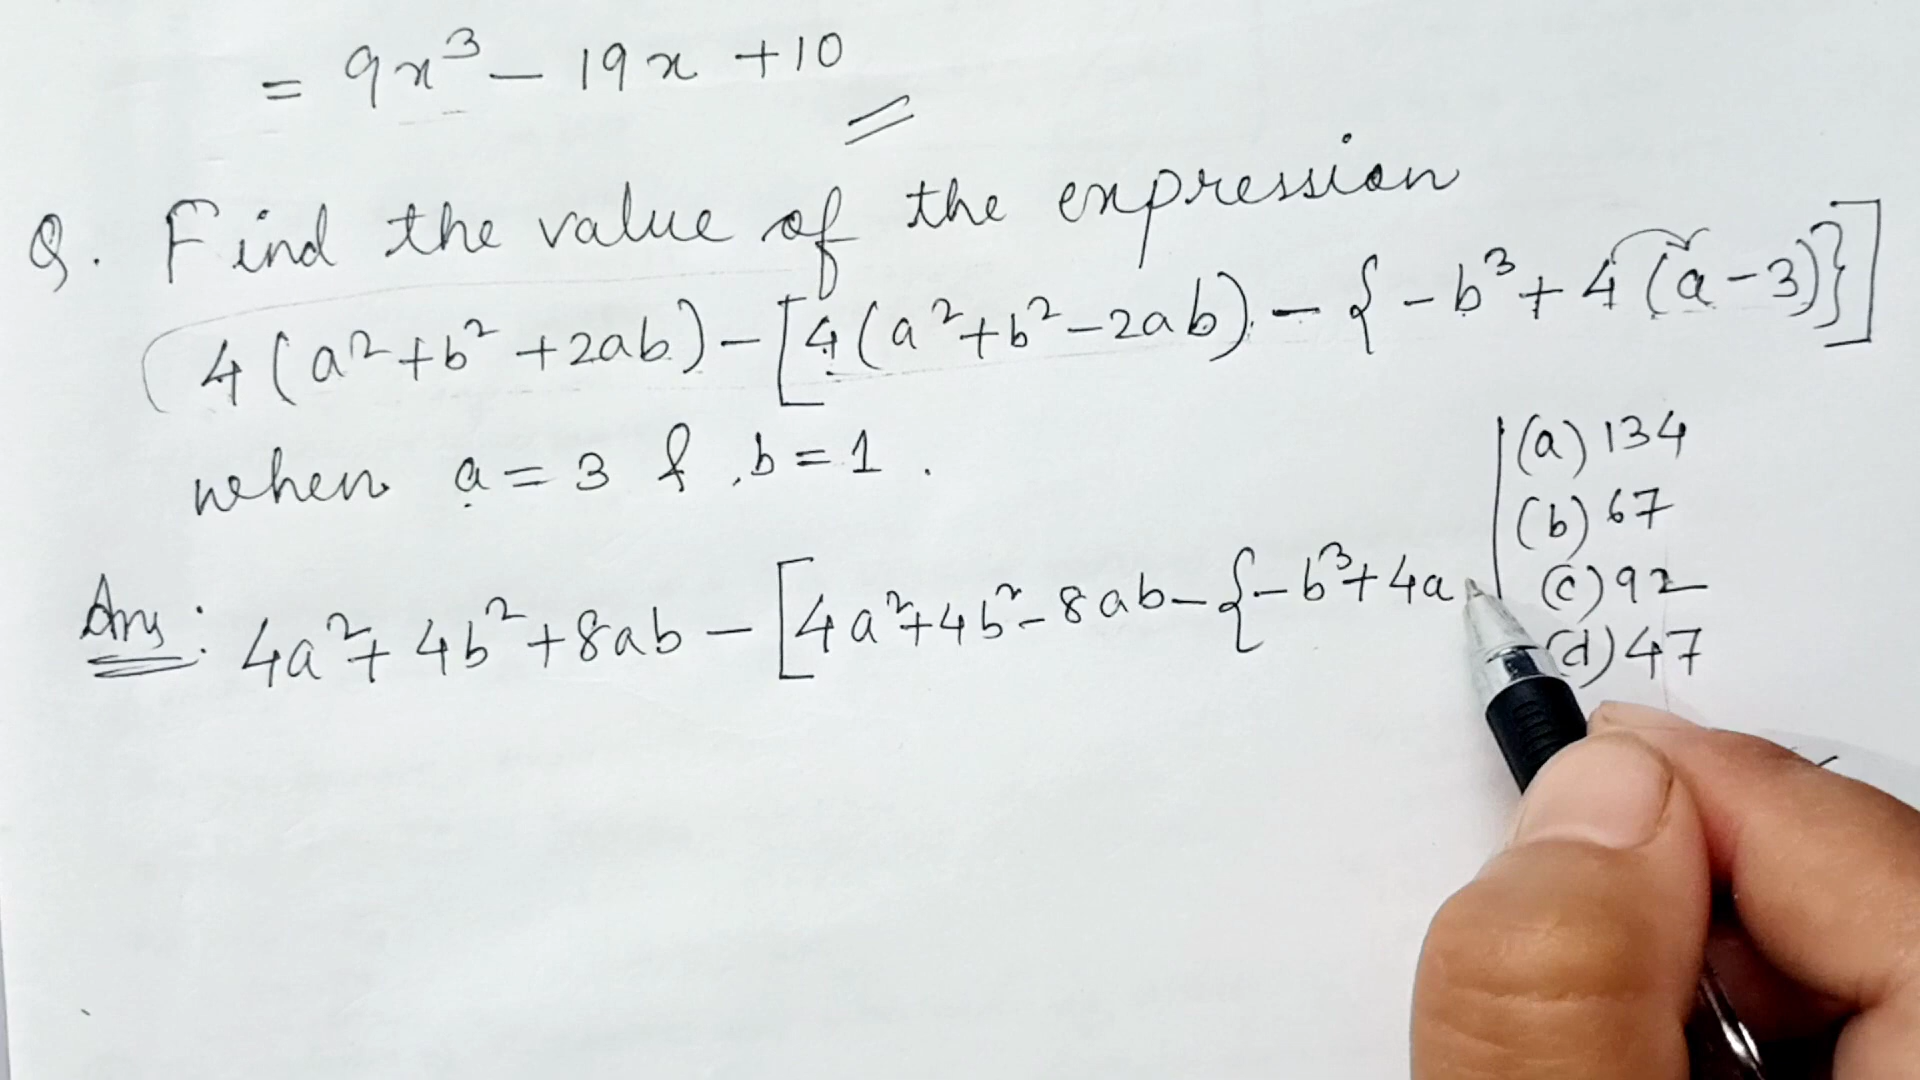 = 9x³ - 19x + 10
Q. Find the value of the expression
4(a²+b²+2ab) - [4(a²+b²-2ab) - {-b³+4(a-3)}]
when a = 3 & b = 1.
(a) 134
(b) 67
(c) 92
(d) 47
Ans: 4a²+4b²+8ab - [4a²+4b²-8ab - {-b³+4a